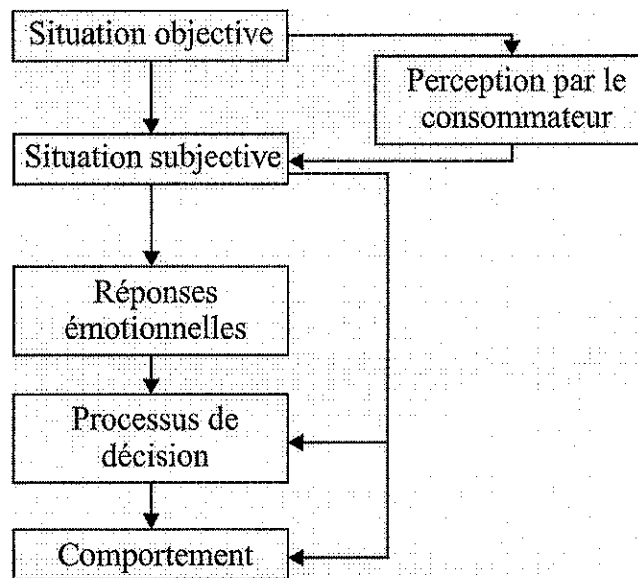 Situation objective
Perception par le
consommateur
Situation subjective
Réponses
émotionnelles
Processus de
décision
Comportement